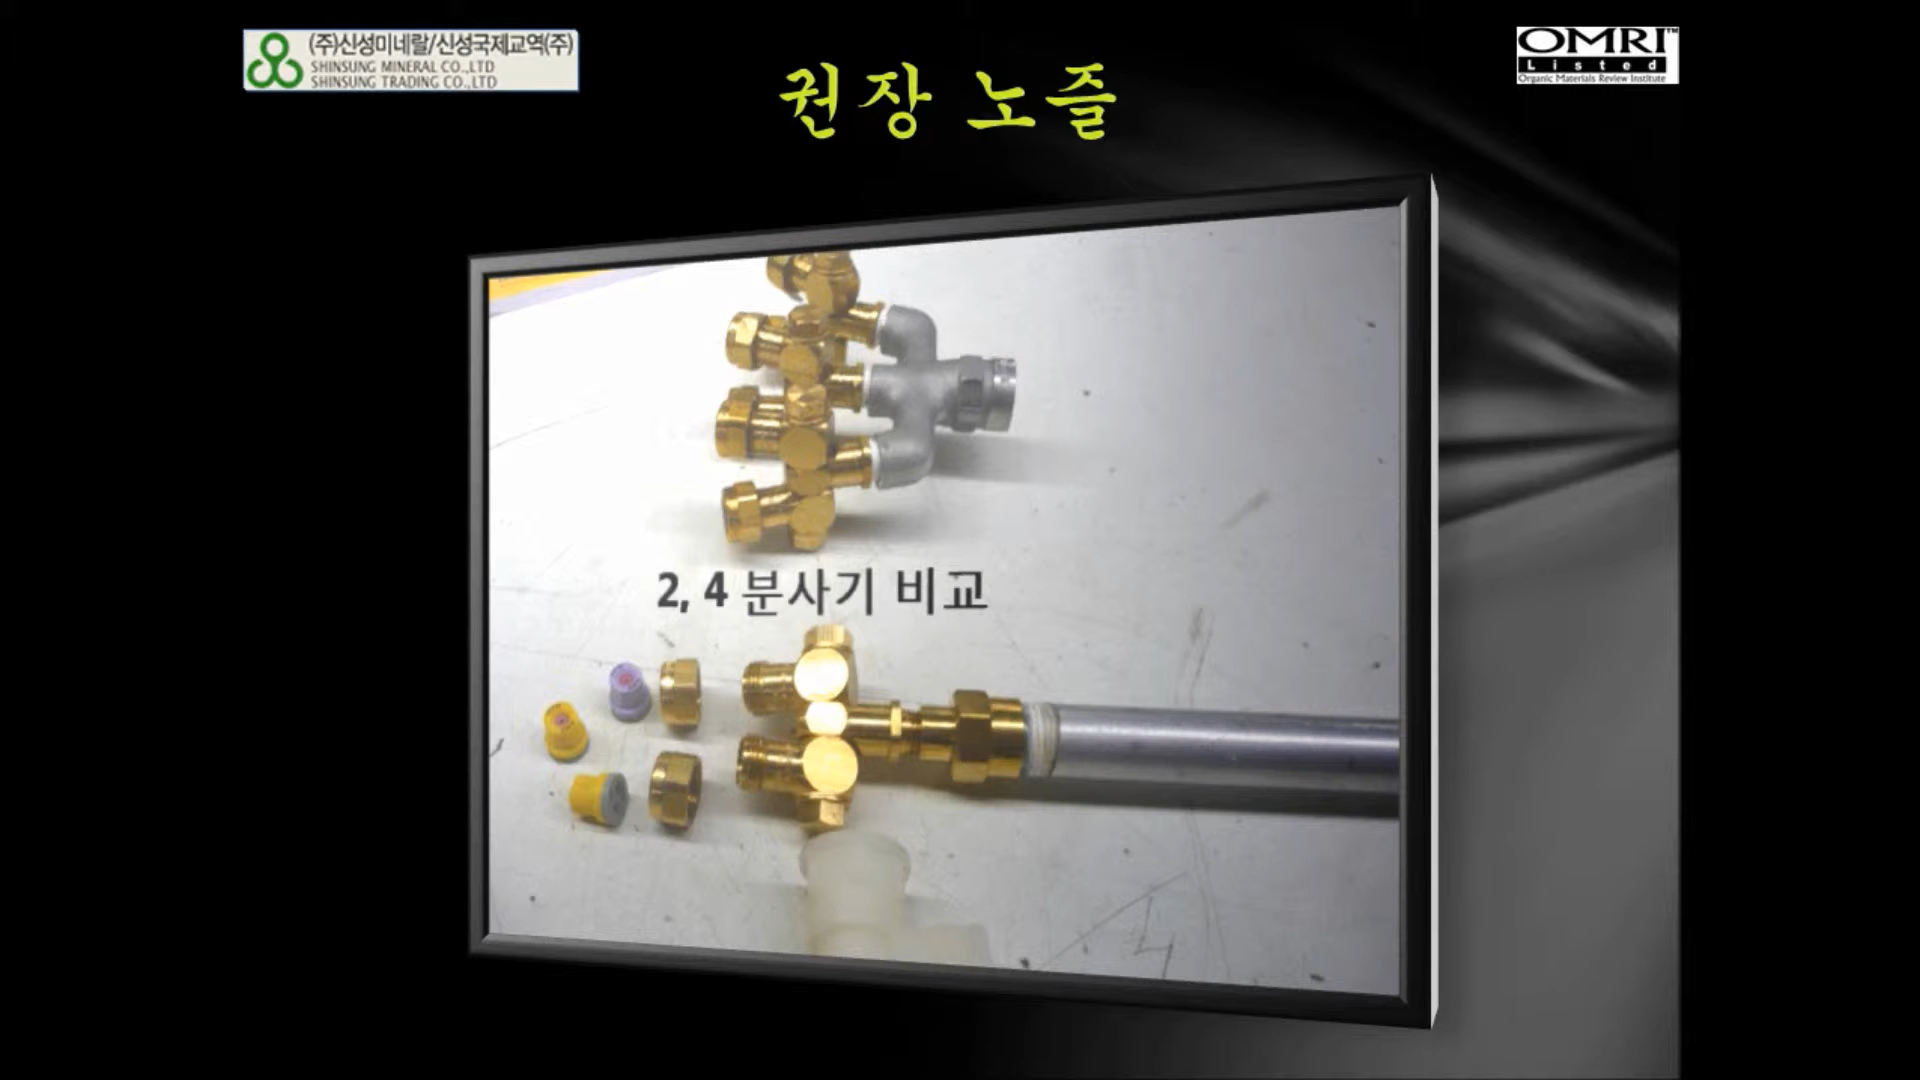 (주)신성미네랄/신성국제교역(주)
SHINSUNG MINERAL CO.,LTD
SHINSUNG TRADING CO.,LTD
OMRI™
Listed
Organic Materials Review Institute
권장 노즐
2, 4 분사기 비교